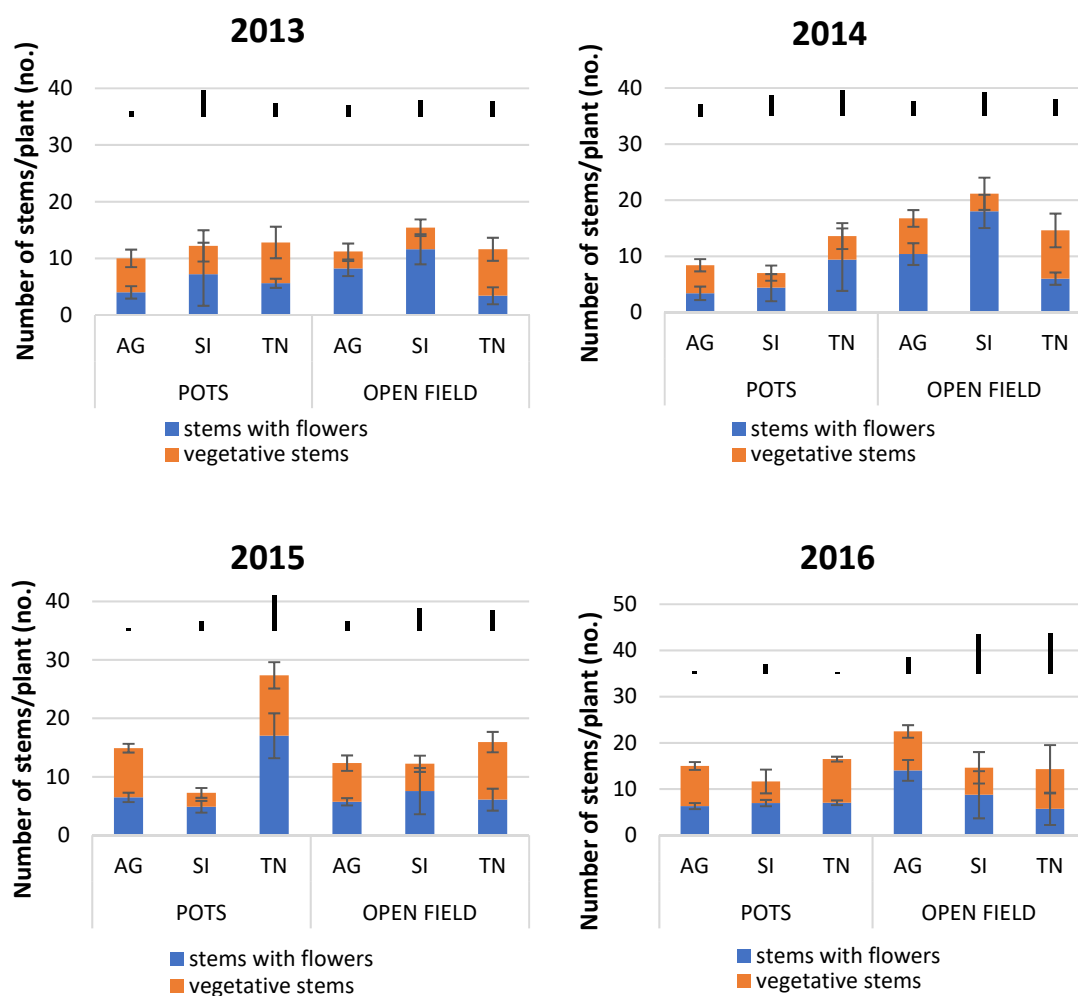 2013
Number of stems/plant (no.)
40
30
20
10
0
AG SI TN AG SI TN
POTS OPEN FIELD
stems with flowers
vegetative stems
2014
Number of stems/plant (no.)
40
30
20
10
0
AG SI TN AG SI TN
POTS OPEN FIELD
stems with flowers
vegetative stems
2015
Number of stems/plant (no.)
40
30
20
10
0
AG SI TN AG SI TN
POTS OPEN FIELD
stems with flowers
vegetative stems
2016
Number of stems/plant (no.)
50
40
30
20
10
0
AG SI TN AG SI TN
POTS OPEN FIELD
stems with flowers
vegetative stems